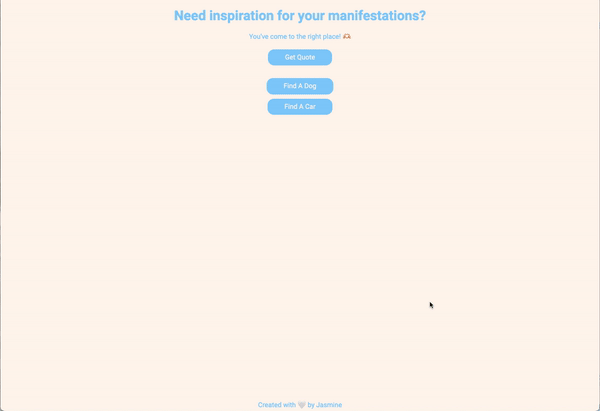 Need inspiration for your manifestations?
You've come to the right place! 🫶🏽
Get Quote
Find A Dog
Find A Car
Created with 🤍 by Jasmine